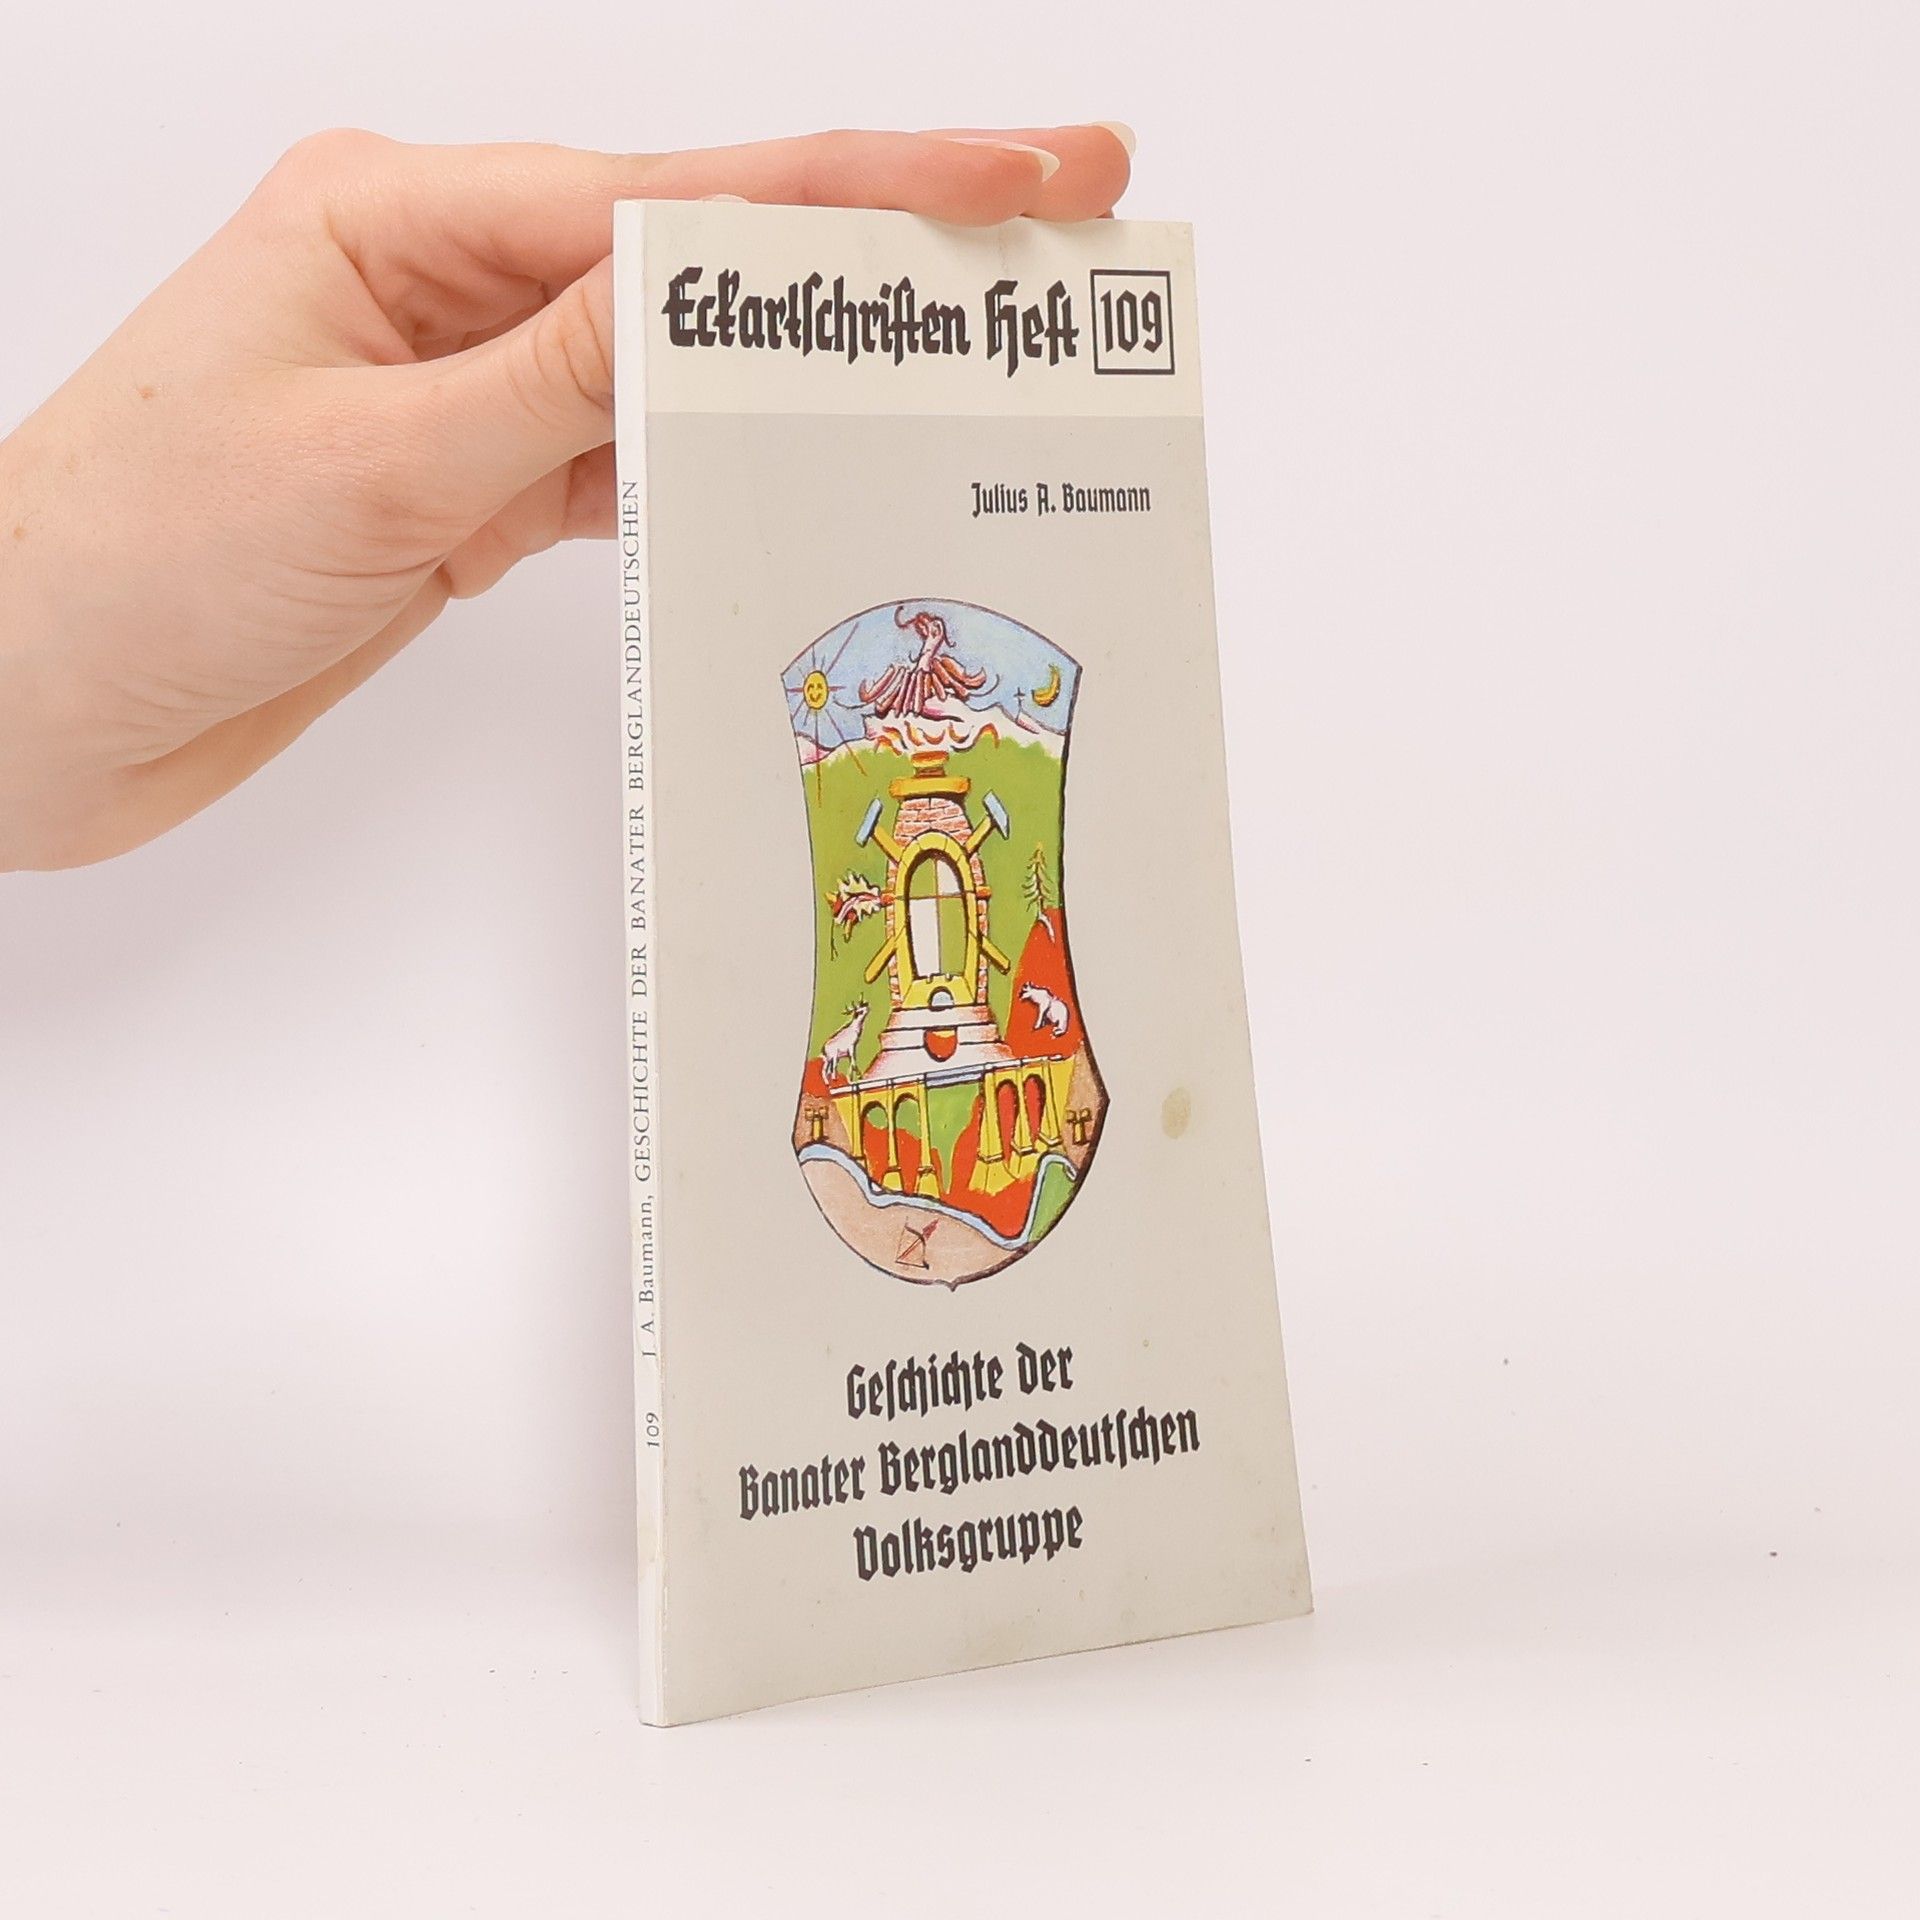 Eckartſchriften Heft 109
Julius A. Baumann
Geſchichte der
Banater Berglanddeutſchen
Volksgruppe
109 J. A. Baumann, GESCHICHTE DER BANATER BERGLANDDEUTSCHEN